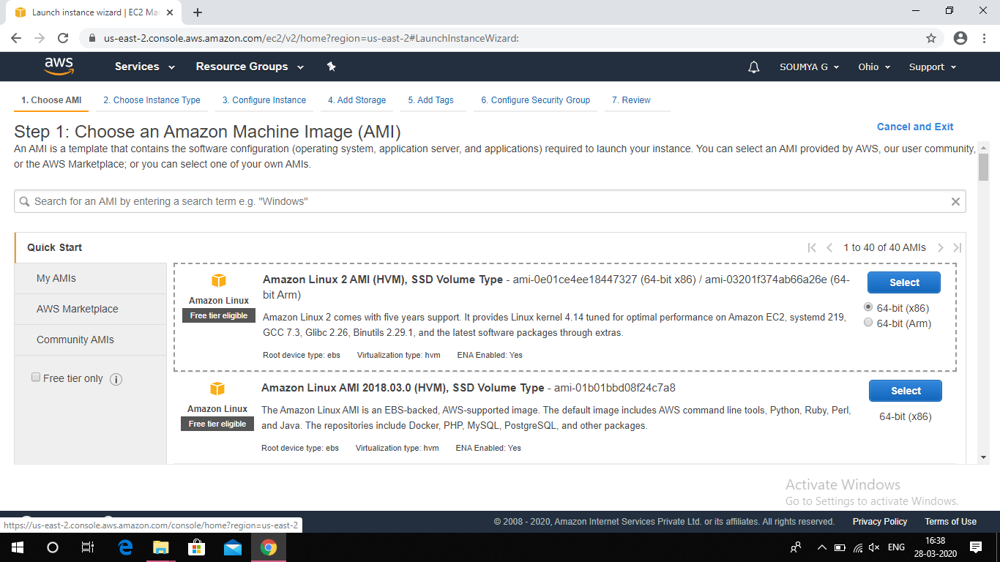 Launch instance wizard | EC2 Ma
us-east-2.console.aws.amazon.com/ec2/v2/home?region=us-east-2#LaunchInstanceWizard:
aws Services Resource Groups SOUMYA G Ohio Support
1. Choose AMI 2. Choose Instance Type 3. Configure Instance 4. Add Storage 5. Add Tags 6. Configure Security Group 7. Review
Step 1: Choose an Amazon Machine Image (AMI) Cancel and Exit
An AMI is a template that contains the software configuration (operating system, application server, and applications) required to launch your instance. You can select an AMI provided by AWS, our user community,
or the AWS Marketplace; or you can select one of your own AMIs.
Search for an AMI by entering a search term e.g. "Windows"
Quick Start 1 to 40 of 40 AMIs
My AMIs
AWS Marketplace
Community AMIs
Free tier only
Amazon Linux
Free tier eligible
Amazon Linux 2 AMI (HVM), SSD Volume Type - ami-0e01ce4ee18447327 (64-bit x86) / ami-03201f374ab66a26e (64-
bit Arm)
Amazon Linux 2 comes with five years support. It provides Linux kernel 4.14 tuned for optimal performance on Amazon EC2, systemd 219,
GCC 7.3, Glibc 2.26, Binutils 2.29.1, and the latest software packages through extras.
Root device type: ebs Virtualization type: hvm ENA Enabled: Yes
Select
64-bit (x86)
64-bit (Arm)
Amazon Linux
Free tier eligible
Amazon Linux AMI 2018.03.0 (HVM), SSD Volume Type - ami-01b01bbd08f24c7a8
The Amazon Linux AMI is an EBS-backed, AWS-supported image. The default image includes AWS command line tools, Python, Ruby, Perl,
and Java. The repositories include Docker, PHP, MySQL, PostgreSQL, and other packages.
Root device type: ebs Virtualization type: hvm ENA Enabled: Yes
Select
64-bit (x86)
Activate Windows
Go to Settings to activate Windows.
https://us-east-2.console.aws.amazon.com/console/home?region=us-east-2
© 2008 - 2020, Amazon Internet Services Private Ltd. or its affiliates. All rights reserved. Privacy Policy Terms of Use
ENG
16:38
28-03-2020